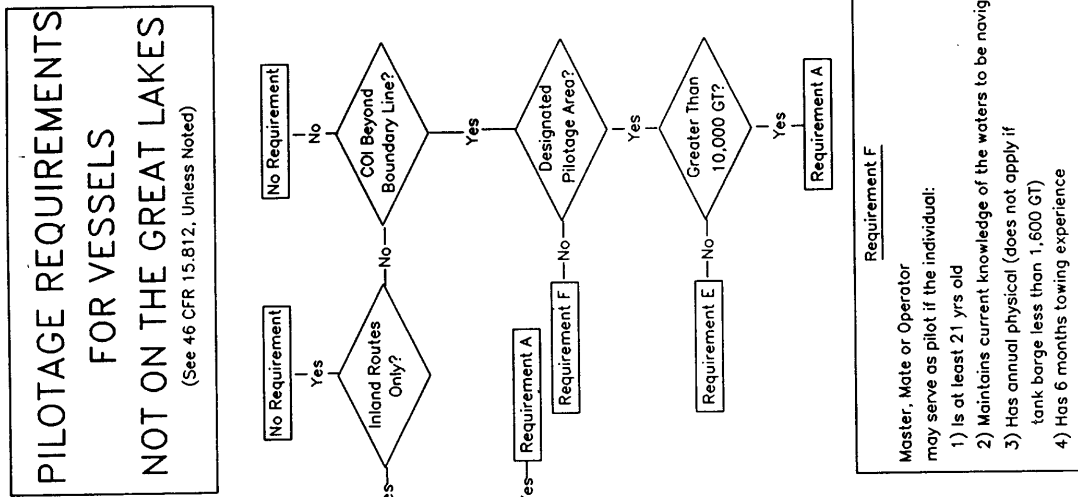 PILOTAGE REQUIREMENTS
FOR VESSELS
NOT ON THE GREAT LAKES
(See 46 CFR 15.812, Unless Noted)
No Requirement
No Requirement
Yes
No
Inland Routes
Only?
No
COI Beyond
Boundary Line?
Yes
Requirement A
Requirement F
No
Designated
Pilotage Area?
Yes
Requirement E
No
Greater Than
10,000 GT?
Yes
Requirement A
Requirement F
Master, Mate or Operator
may serve as pilot if the individual:
1) Is at least 21 yrs old
2) Maintains current knowledge of the waters to be navig
3) Has annual physical (does not apply if
tank barge less than 1,600 GT)
4) Has 6 months towing experience